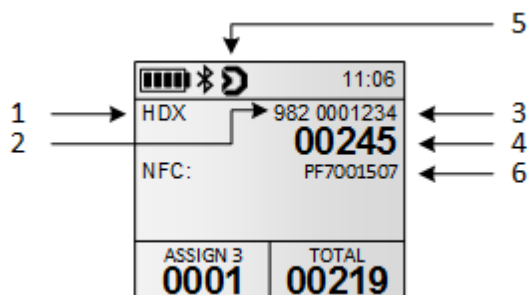 5
11:06
1 HDX 982 0001234 3
2 00245 4
NFC: PF7001507 6
ASSIGN 3 TOTAL
0001 00219